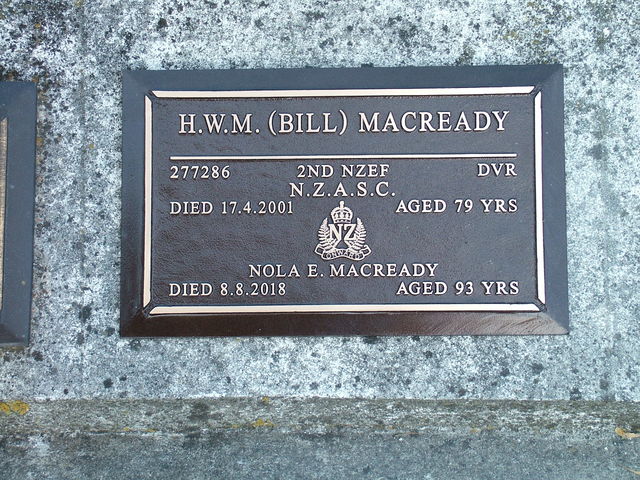 H.W.M. (BILL) MACREADY
277286 2ND NZEF DVR
N.Z.A.S.C.
DIED 17.4.2001 AGED 79 YRS
NZ
ONWARD
NOLA E. MACREADY
DIED 8.8.2018 AGED 93 YRS